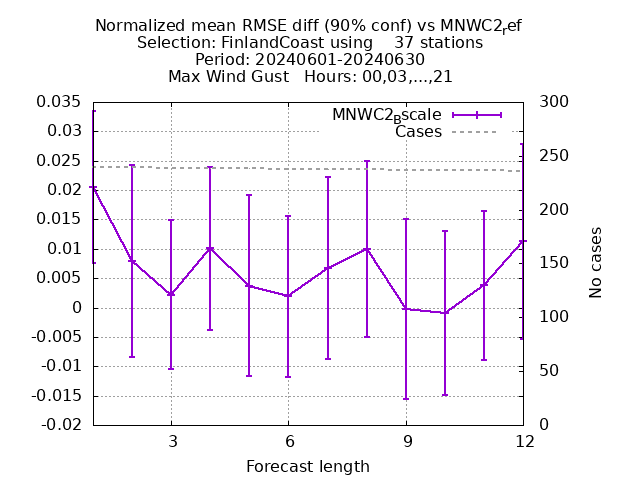 Normalized mean RMSE diff (90% conf) vs MNWC2ref
Selection: FinlandCoast using 37 stations
Period: 20240601-20240630
Max Wind Gust Hours: 00,03,...,21
MNWC2Bscale
Cases
0.035
0.03
0.025
0.02
0.015
0.01
0.005
0
-0.005
-0.01
-0.015
-0.02
300
250
200
150
100
50
0
No cases
3
6
9
12
Forecast length